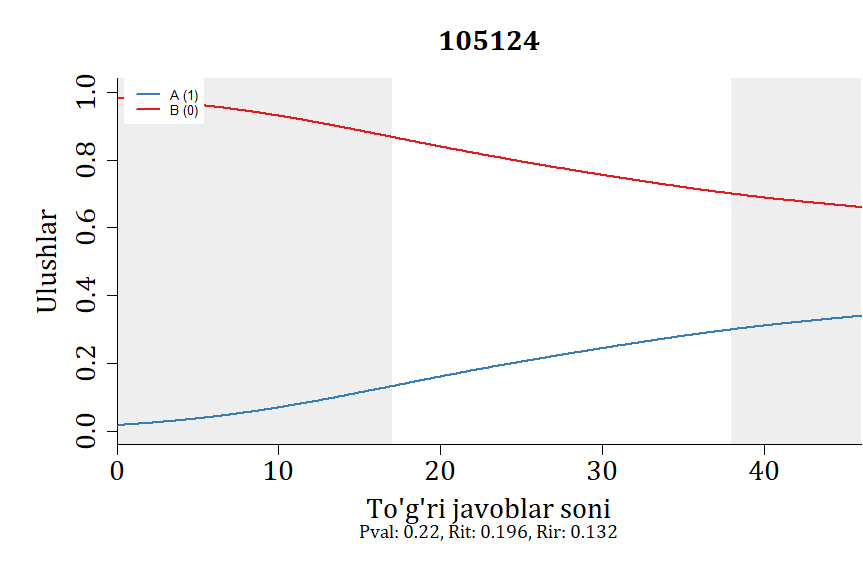 105124
A (1)
B (0)
1.0
0.8
0.6
0.4
0.2
0.0
Ulushlar
0 10 20 30 40
To'g'ri javoblar soni
Pval: 0.22, Rit: 0.196, Rir: 0.132